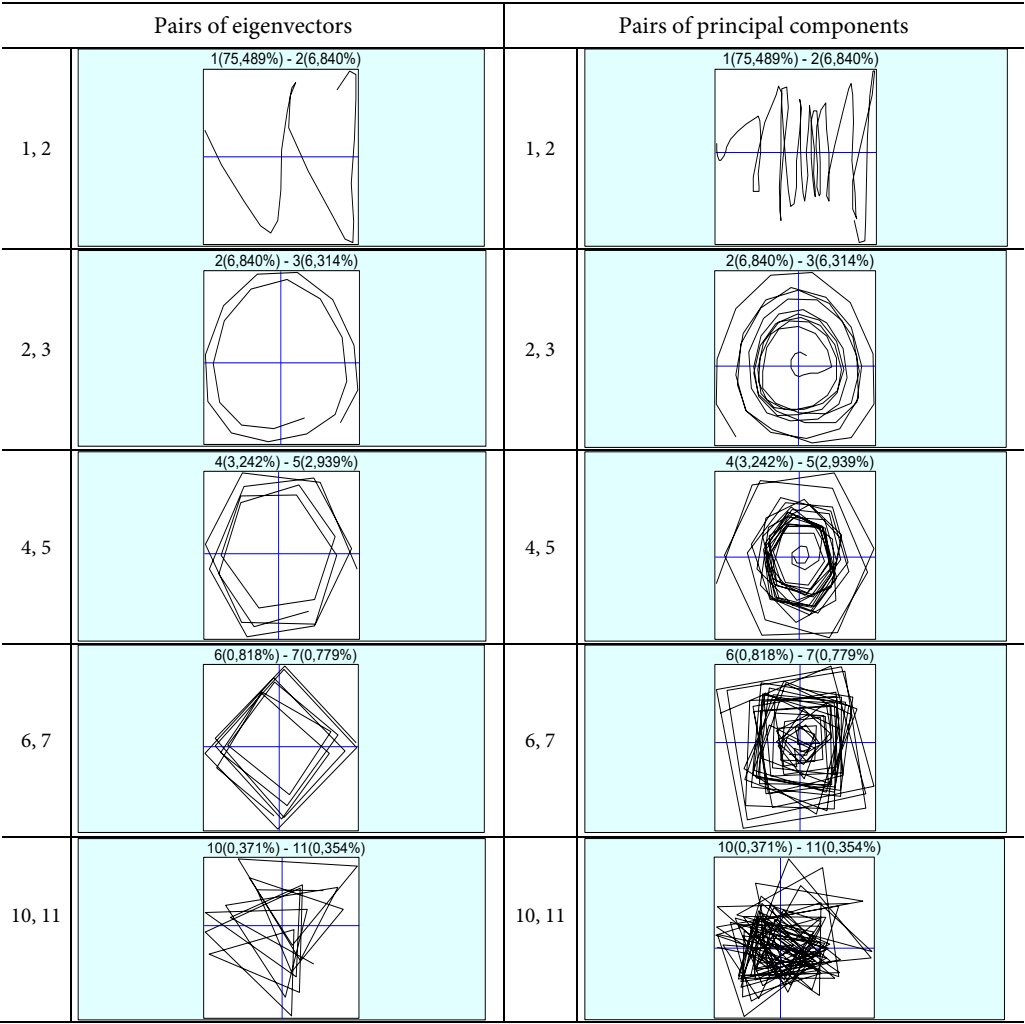 Pairs of eigenvectors Pairs of principal components
1(75,489%) - 2(6,840%) 1(75,489%) - 2(6,840%)
1, 2 1, 2
2(6,840%) - 3(6,314%) 2(6,840%) - 3(6,314%)
2, 3 2, 3
4(3,242%) - 5(2,939%) 4(3,242%) - 5(2,939%)
4, 5 4, 5
6(0,818%) - 7(0,779%) 6(0,818%) - 7(0,779%)
6, 7 6, 7
10(0,371%) - 11(0,354%) 10(0,371%) - 11(0,354%)
10, 11 10, 11